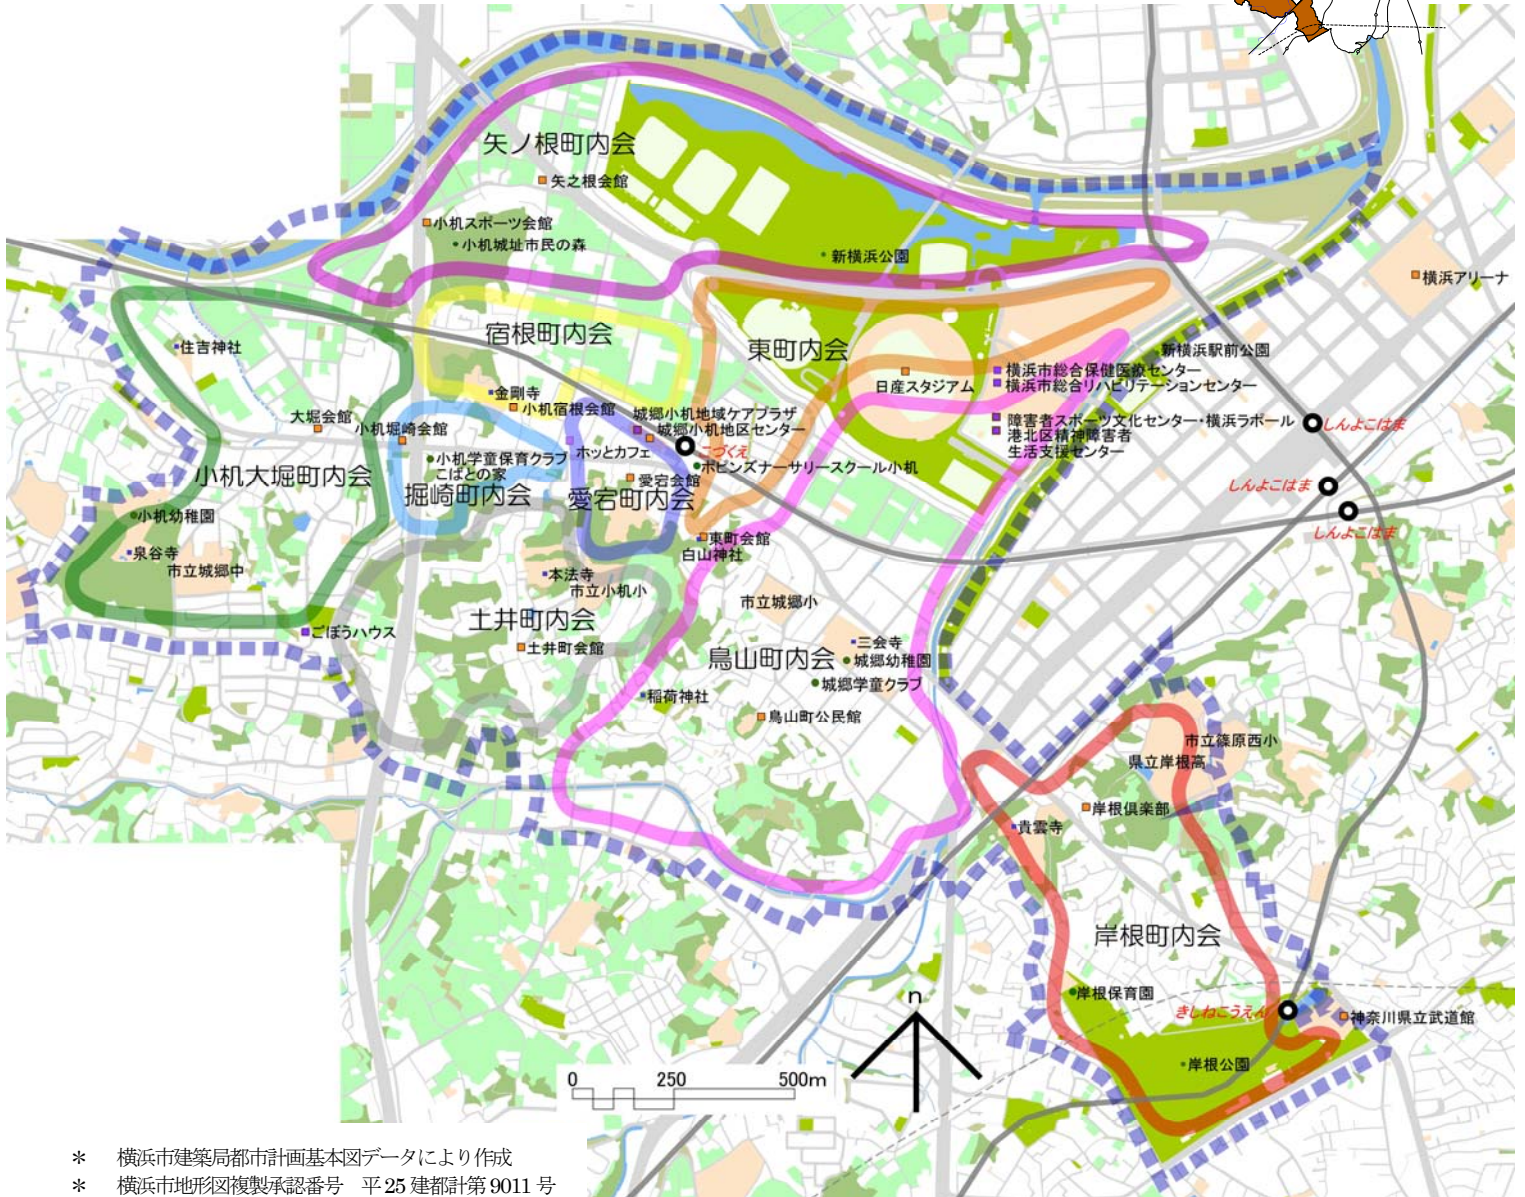 矢ノ根町内会
矢之根会館
小机スポーツ会館
小机城址市民の森
新横浜公園
横浜アリーナ
宿根町内会
東町内会
住吉神社
新横浜駅前公園
横浜市総合保健医療センター
横浜市総合リハビリテーションセンター
日産スタジアム
金剛寺
小机宿根会館
大堀会館
小机堀崎会館
城郷小机地域ケアプラザ
城郷小机地区センター
障害者スポーツ文化センター・横浜ラポール
港北区精神障害者
生活支援センター
しんよこはま
ホッとカフェ
こづくえ
小机学童保育クラブ
こばとの家
ポピンズナーサリースクール小机
小机大堀町内会
堀崎町内会
愛宕会館
愛宕町内会
しんよこはま
しんよこはま
小机幼稚園
泉谷寺
市立城郷中
東町会館
白山神社
本法寺
市立小机小
市立城郷小
土井町内会
ごぼうハウス
土井町会館
三会寺
鳥山町内会
城郷幼稚園
城郷学童クラブ
稲荷神社
鳥山町公民館
市立篠原西小
県立岸根高
岸根倶楽部
貴雲寺
岸根町内会
岸根保育園
きしねこうえん
神奈川県立武道館
岸根公園
n
0 250 500m
＊ 横浜市建築局都市計画基本図データにより作成
＊ 横浜市地形図複製承認番号 平25建都計第9011号